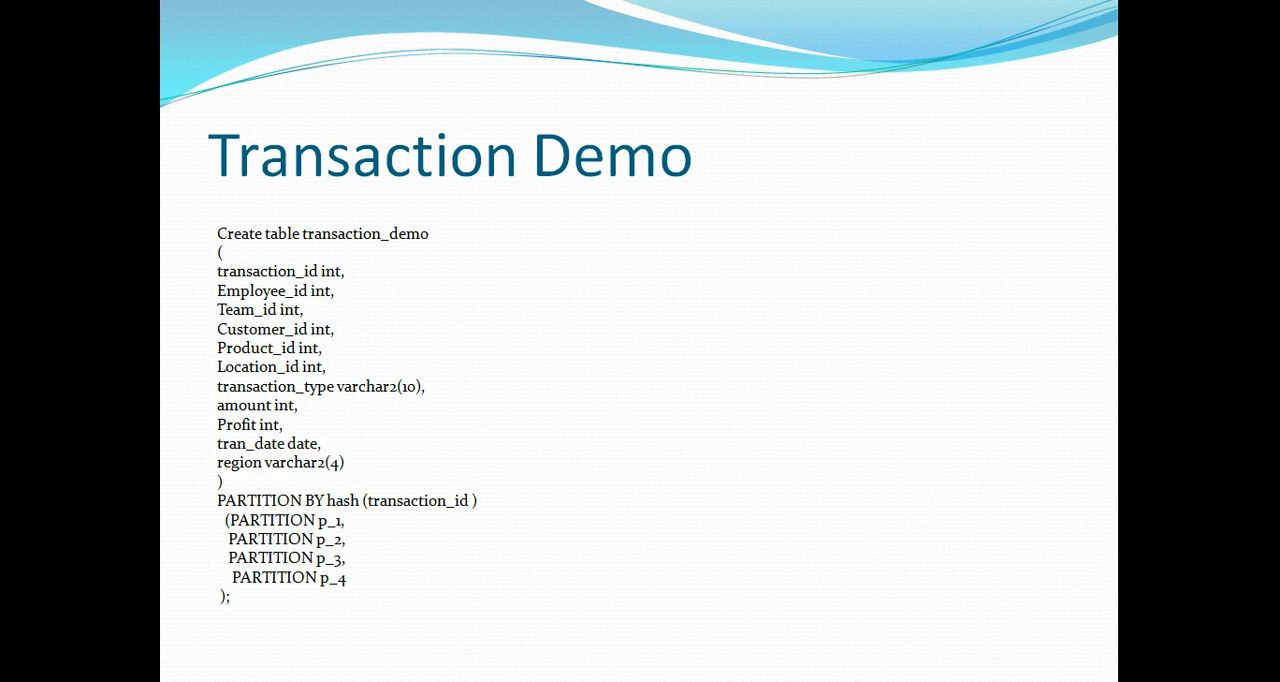 Transaction Demo
Create table transaction_demo
(
transaction_id int,
Employee_id int,
Team_id int,
Customer_id int,
Product_id int,
Location_id int,
transaction_type varchar2(10),
amount int,
Profit int,
tran_date date,
region varchar2(4)
)
PARTITION BY hash (transaction_id )
(PARTITION p_1,
PARTITION p_2,
PARTITION p_3,
PARTITION p_4
);